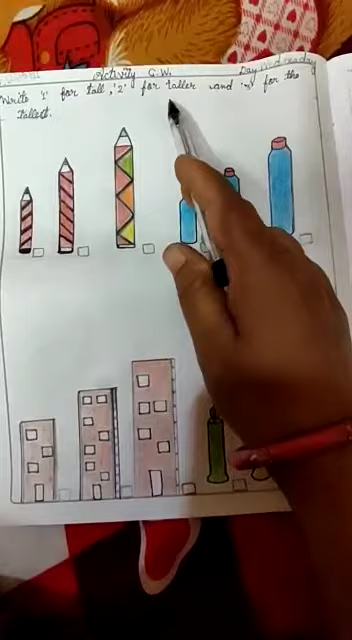 Activity C.W. Day Wednesday
Write '1' for tall, '2' for taller and '3' for the
tallest.